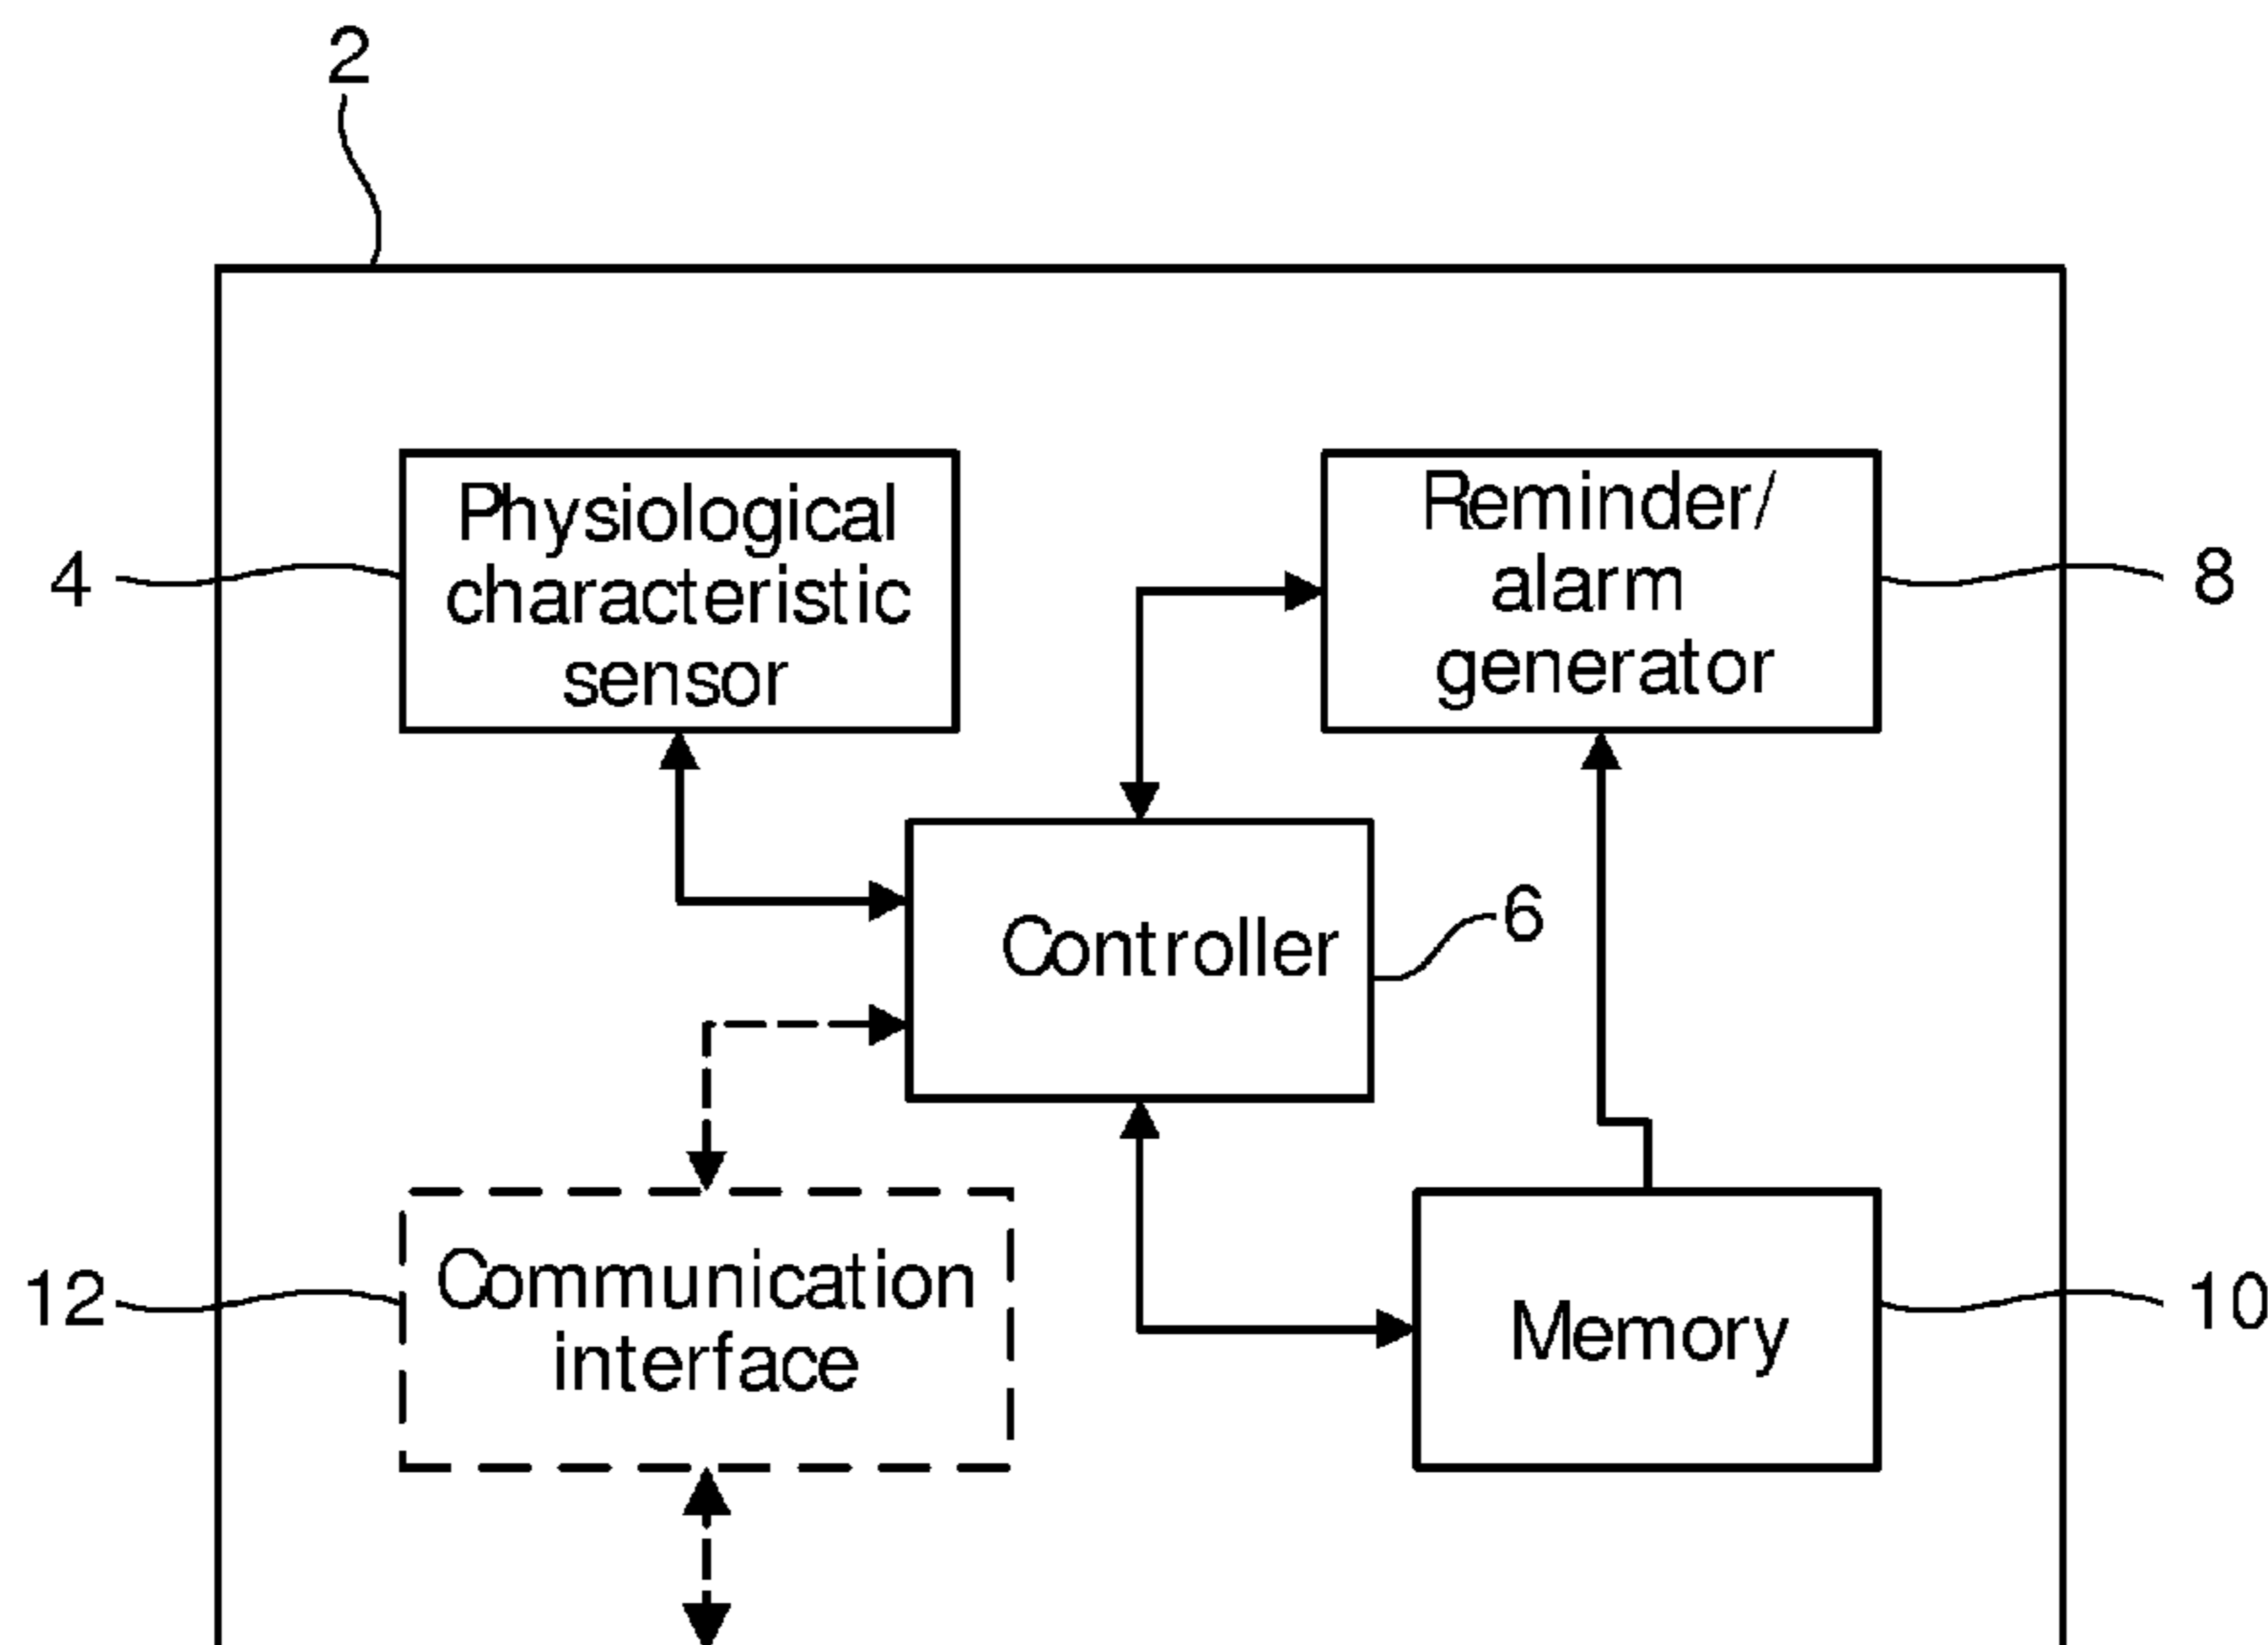 2
Physiological
characteristic
sensor
4
Reminder/
alarm
generator
8
Controller
6
Communication
interface
12
Memory
10